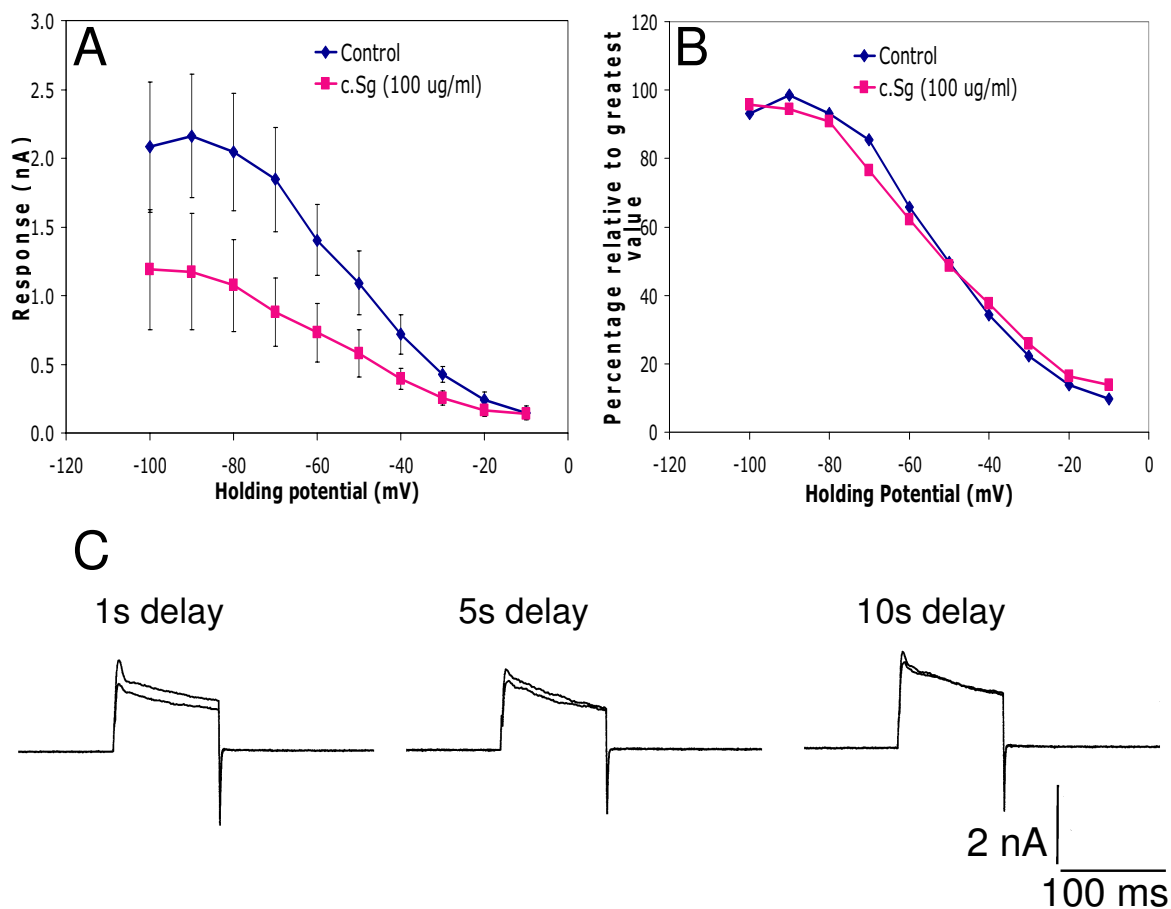 A
3.0
2.5
2.0
1.5
1.0
0.5
0.0
Response (nA)
Control
c.Sg (100 ug/ml)
-120 -100 -80 -60 -40 -20 0
Holding potential (mV)
B
120
100
80
60
40
20
0
Percentage relative to greatest
value
Control
c.Sg (100 ug/ml)
-120 -100 -80 -60 -40 -20 0
Holding Potential (mV)
C
1s delay 5s delay 10s delay
2 nA
100 ms